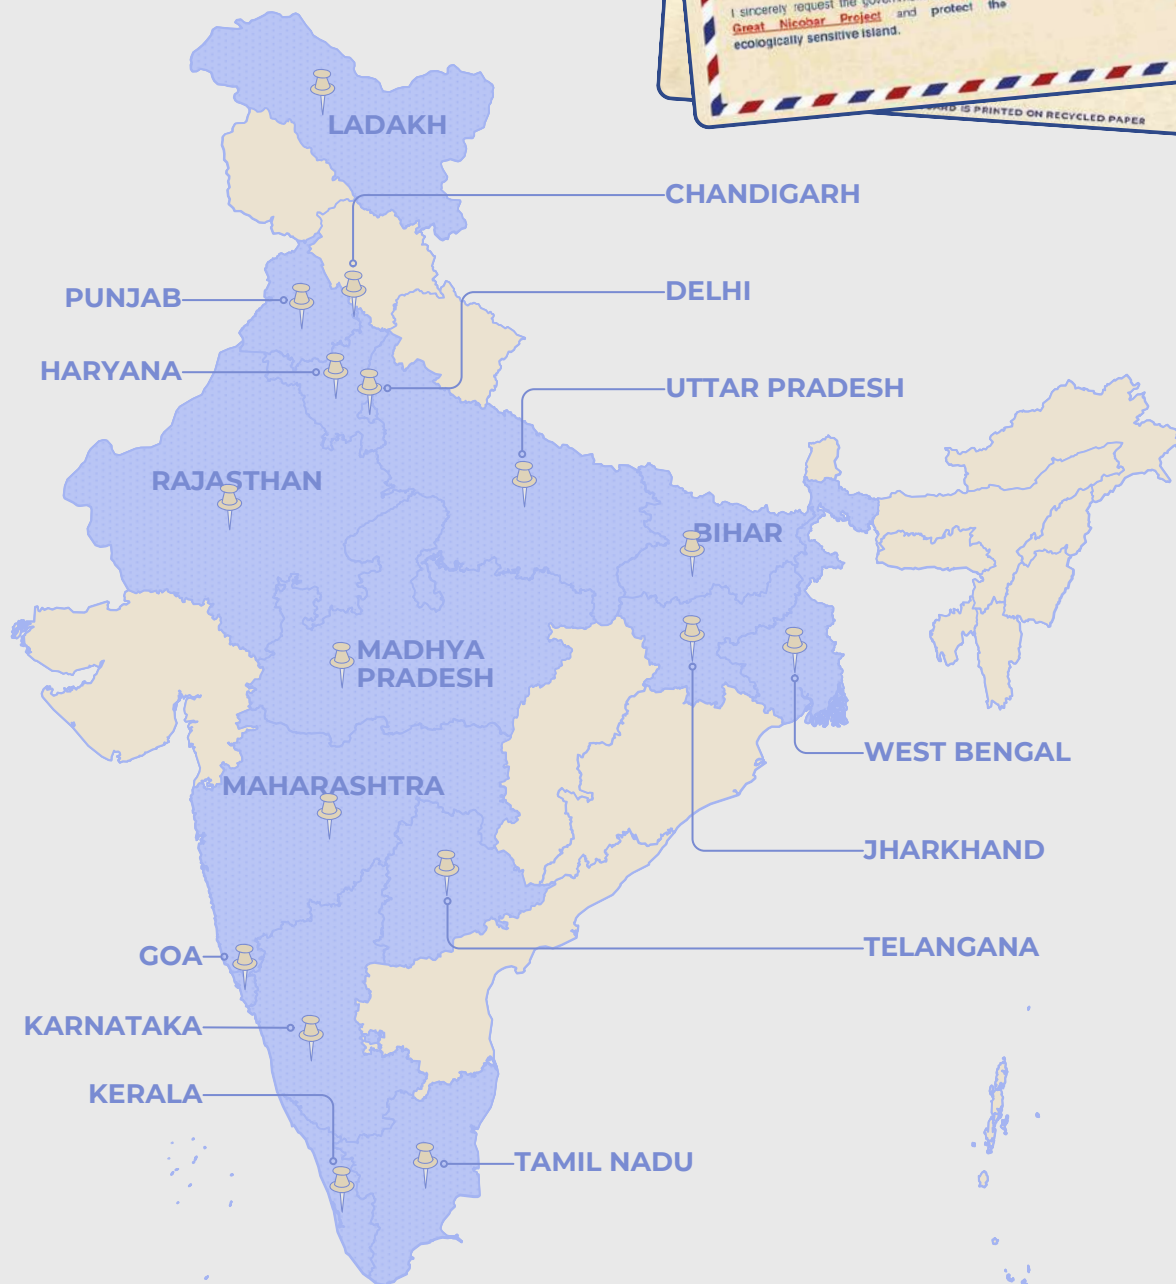 I sincerely request the
Great Nicobar Project and protect the
ecologically sensitive island.
IS PRINTED ON RECYCLED PAPER
LADAKH
CHANDIGARH
PUNJAB
DELHI
HARYANA
UTTAR PRADESH
RAJASTHAN
BIHAR
MADHYA
PRADESH
WEST BENGAL
MAHARASHTRA
JHARKHAND
GOA
TELANGANA
KARNATAKA
KERALA
TAMIL NADU